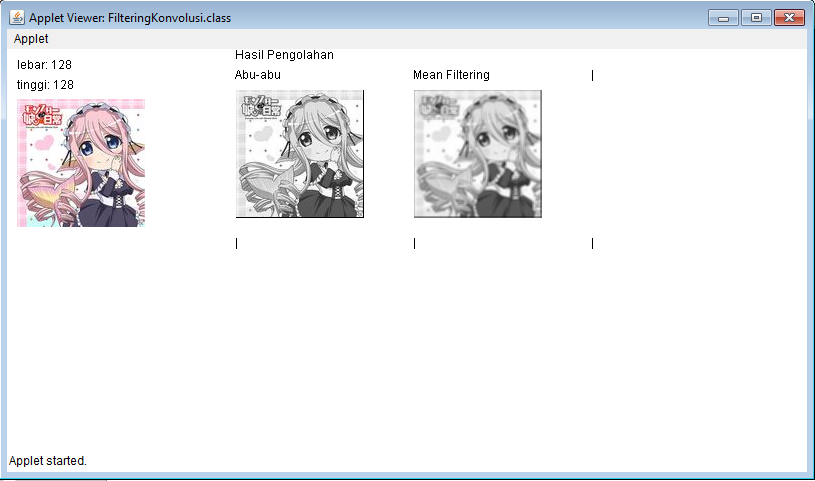 Applet Viewer: FilteringKonvolusi.class
Applet
lebar: 128
tinggi: 128
Hasil Pengolahan
Abu-abu
Mean Filtering
|
|
|
|
Applet started.